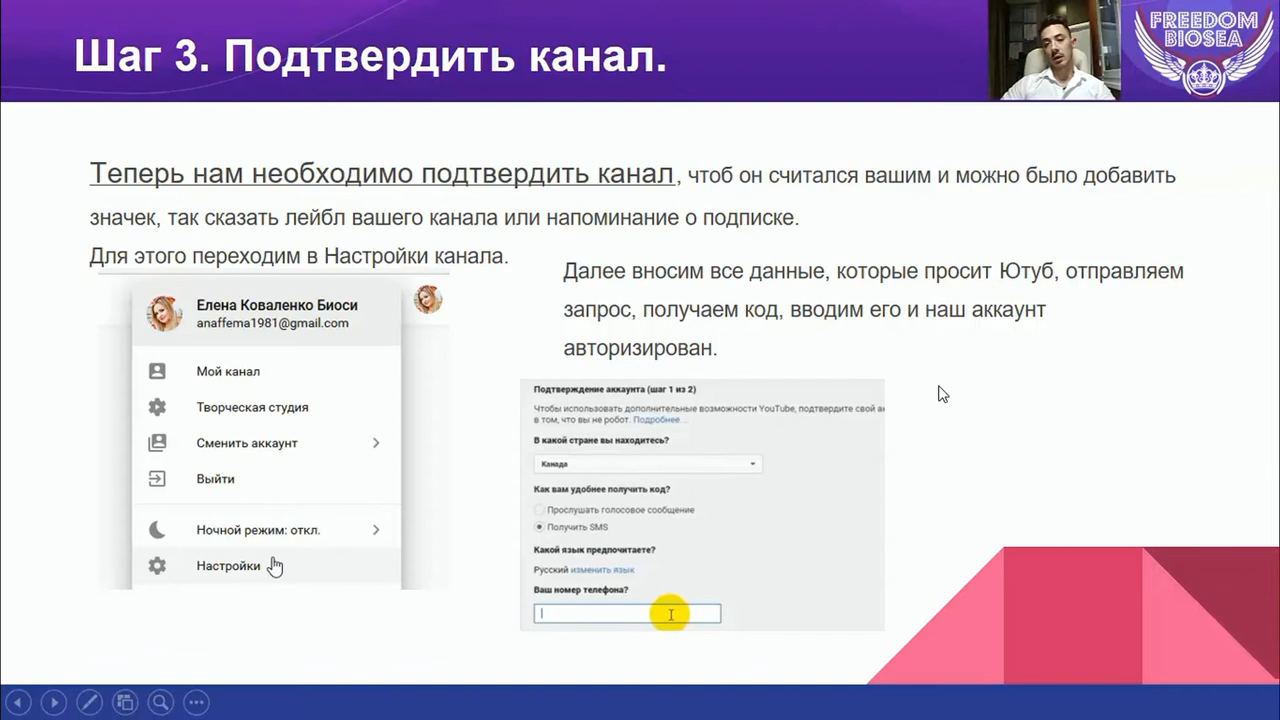 Шаг 3. Подтвердить канал.
FREEDOM
BIOSEA
Теперь нам необходимо подтвердить канал, чтоб он считался вашим и можно было добавить
значек, так сказать лейбл вашего канала или напоминание о подписке.
Для этого переходим в Настройки канала.
Далее вносим все данные, которые просит Ютуб, отправляем
запрос, получаем код, вводим его и наш аккаунт
авторизирован.
Елена Коваленко Биоси
anaffema1981@gmail.com
Мой канал
Творческая студия
Сменить аккаунт
Выйти
Ночной режим: откл.
Настройки
Подтверждение аккаунта (шаг 1 из 2)
Чтобы использовать дополнительные возможности YouTube, подтвердите свой ак
в том, что вы не робот. Подробнее...
В какой стране вы находитесь?
Канада
Как вам удобнее получить код?
Прослушать голосовое сообщение
Получить SMS
Какой язык предпочитаете?
Русский изменить язык
Ваш номер телефона?